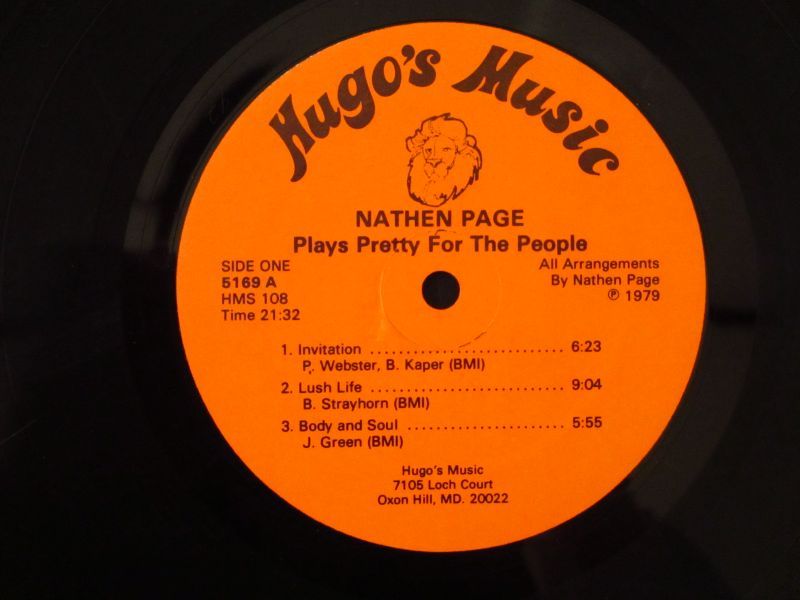 Hugo's Music
NATHEN PAGE
Plays Pretty For The People
SIDE ONE
5169 A
HMS 108
Time 21:32
All Arrangements
By Nathen Page
℗ 1979
1. Invitation .......................... 6:23
P. Webster, B. Kaper (BMI)
2. Lush Life .......................... 9:04
B. Strayhorn (BMI)
3. Body and Soul ..................... 5:55
J. Green (BMI)
Hugo's Music
7105 Loch Court
Oxon Hill, MD. 20022